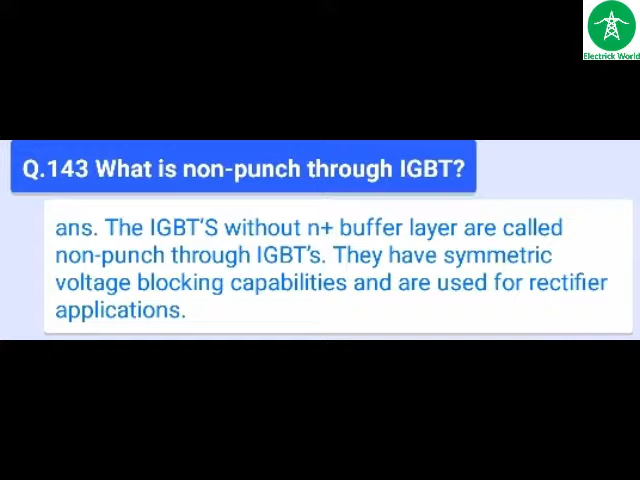 Electrick World
Q.143 What is non-punch through IGBT?
ans. The IGBT'S without n+ buffer layer are called
non-punch through IGBT's. They have symmetric
voltage blocking capabilities and are used for rectifier
applications.